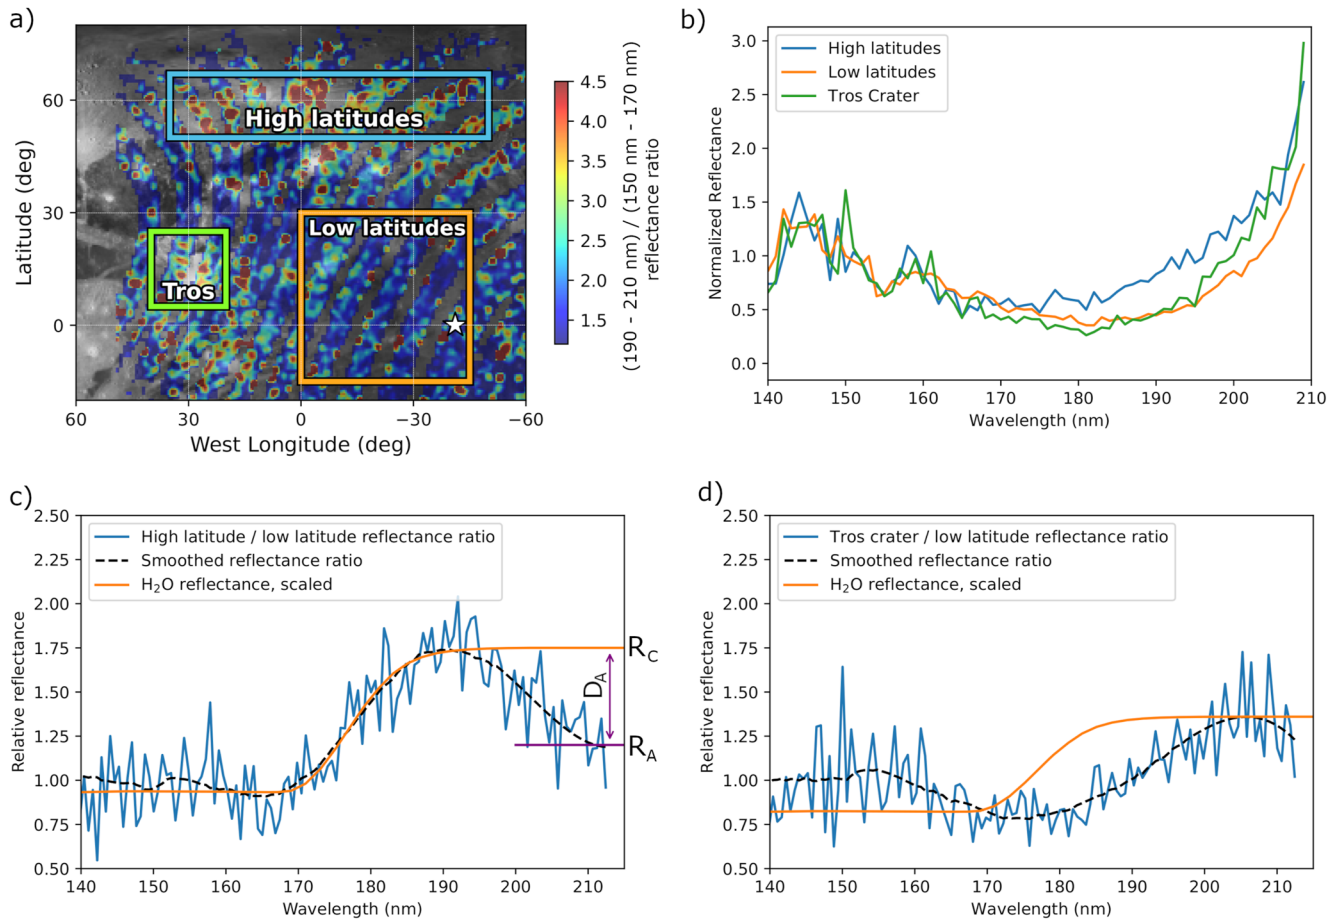 a)
High latitudes
Low latitudes
Tros
60
30
0
Latitude (deg)
60
30
0
−30
−60
West Longitude (deg)
4.5
4.0
3.5
3.0
2.5
2.0
1.5
(190 - 210 nm) / (150 nm - 170 nm)
reflectance ratio
b)
High latitudes
Low latitudes
Tros Crater
3.0
2.5
2.0
1.5
1.0
0.5
0.0
Normalized Reflectance
140
150
160
170
180
190
200
210
Wavelength (nm)
c)
High latitude / low latitude reflectance ratio
Smoothed reflectance ratio
H₂O reflectance, scaled
2.50
2.25
2.00
1.75
1.50
1.25
1.00
0.75
0.50
Relative reflectance
R_C
D_A
R_A
140
150
160
170
180
190
200
210
Wavelength (nm)
d)
Tros crater / low latitude reflectance ratio
Smoothed reflectance ratio
H₂O reflectance, scaled
2.50
2.25
2.00
1.75
1.50
1.25
1.00
0.75
0.50
Relative reflectance
140
150
160
170
180
190
200
210
Wavelength (nm)